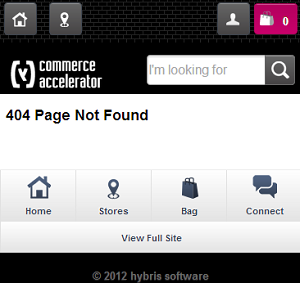 0
commerce
accelerator
I'm looking for
404 Page Not Found
Home Stores Bag Connect
View Full Site
© 2012 hybris software